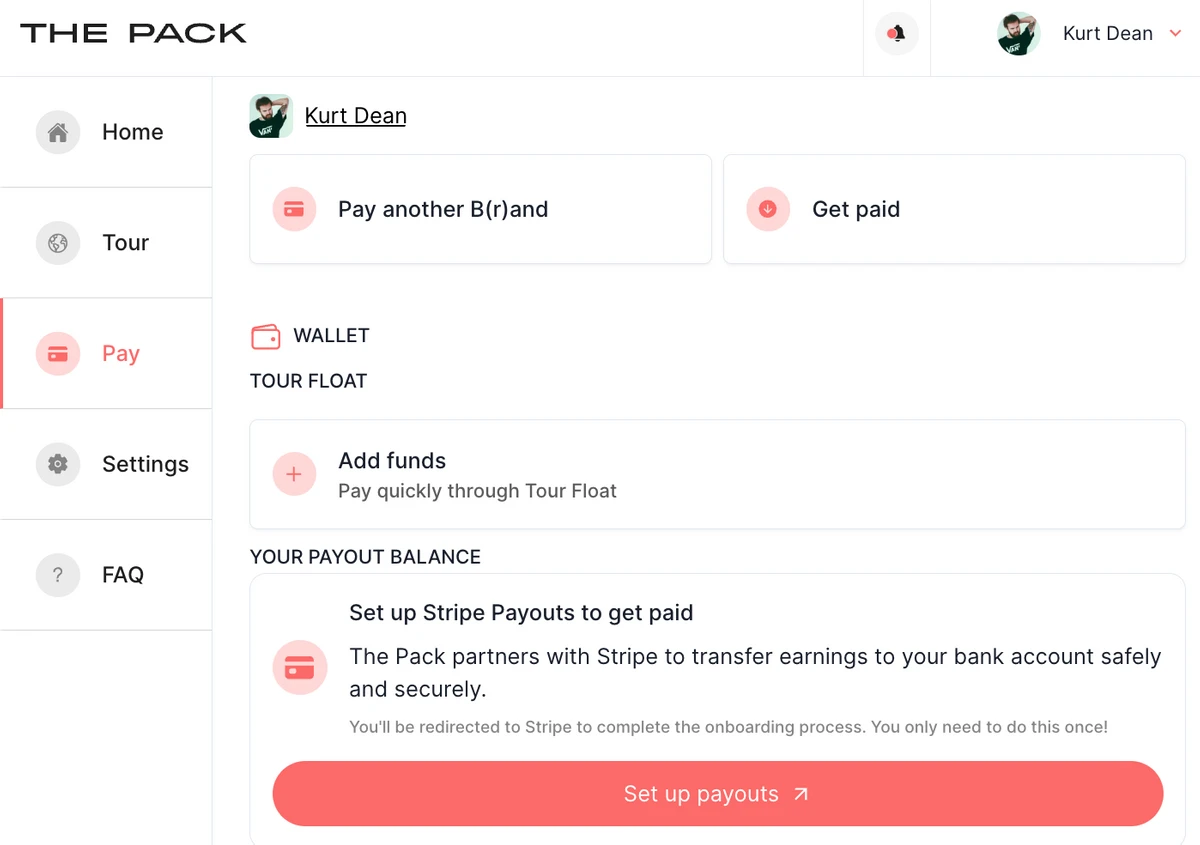 THE PACK
Kurt Dean
Home
Tour
Pay
Settings
?
FAQ
Kurt Dean
Pay another B(r)and
Get paid
WALLET
TOUR FLOAT
Add funds
Pay quickly through Tour Float
YOUR PAYOUT BALANCE
Set up Stripe Payouts to get paid
The Pack partners with Stripe to transfer earnings to your bank account safely
and securely.
You'll be redirected to Stripe to complete the onboarding process. You only need to do this once!
Set up payouts